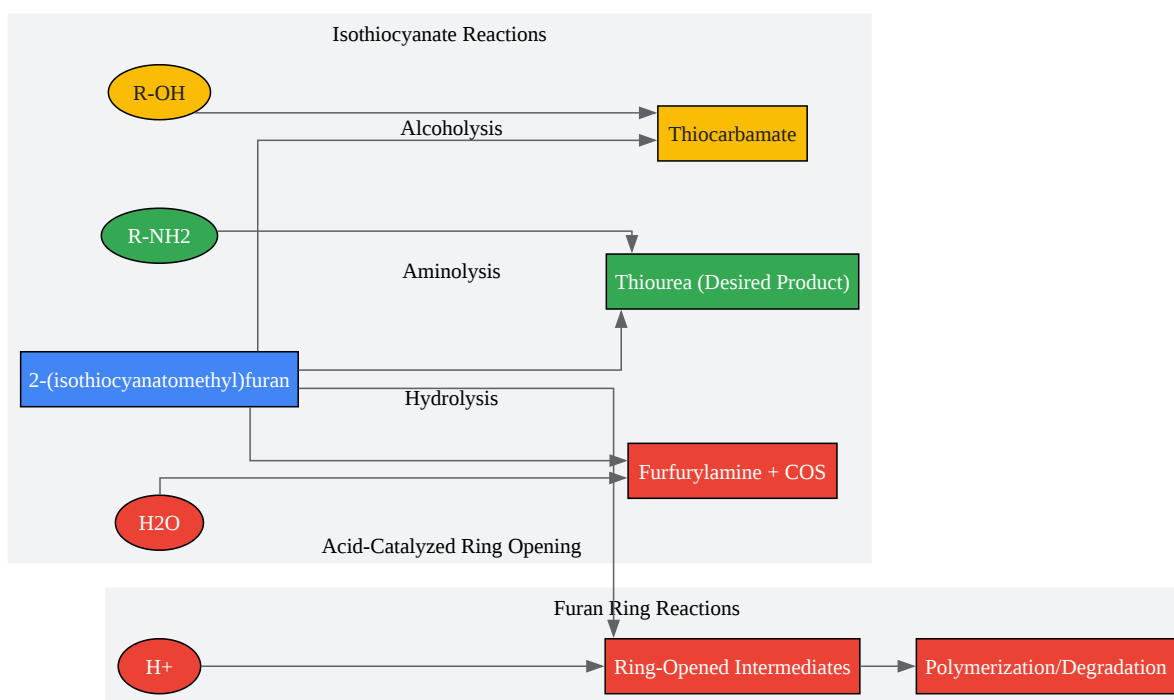 Isothiocyanate Reactions
R-OH
Alcoholysis
Thiocarbamate
R-NH2
Aminolysis
Thiourea (Desired Product)
2-(isothiocyanatomethyl)furan
Hydrolysis
Furfurylamine + COS
H2O
Acid-Catalyzed Ring Opening
Furan Ring Reactions
H+
Ring-Opened Intermediates
Polymerization/Degradation